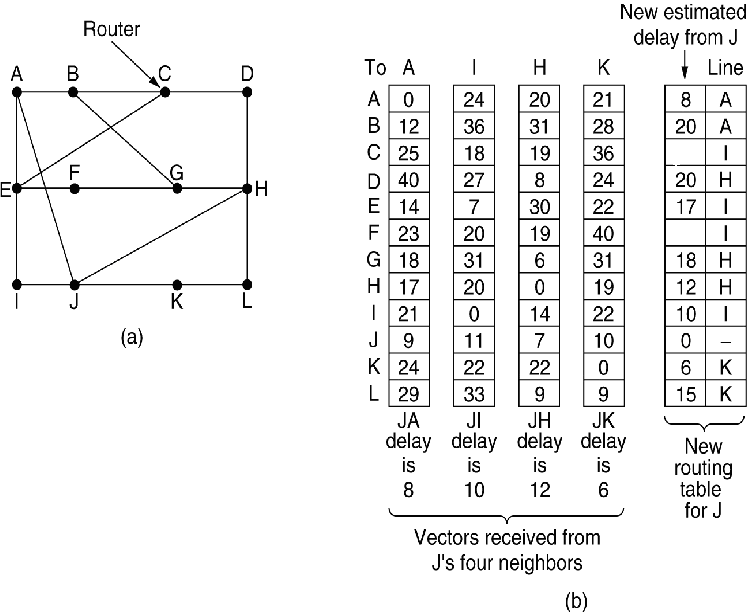 Router
A B C D
E F G H
I J K L
(a)
New estimated
delay from J
To A I H K Line
A 0 24 20 21 8 A
B 12 36 31 28 20 A
C 25 18 19 36 I
D 40 27 8 24 20 H
E 14 7 30 22 17 I
F 23 20 19 40 I
G 18 31 6 31 18 H
H 17 20 0 19 12 H
I 21 0 14 22 10 I
J 9 11 7 10 0 –
K 24 22 22 0 6 K
L 29 33 9 9 15 K
JA JI JH JK
delay delay delay delay
is is is is
8 10 12 6
New
routing
table
for J
Vectors received from
J's four neighbors
(b)